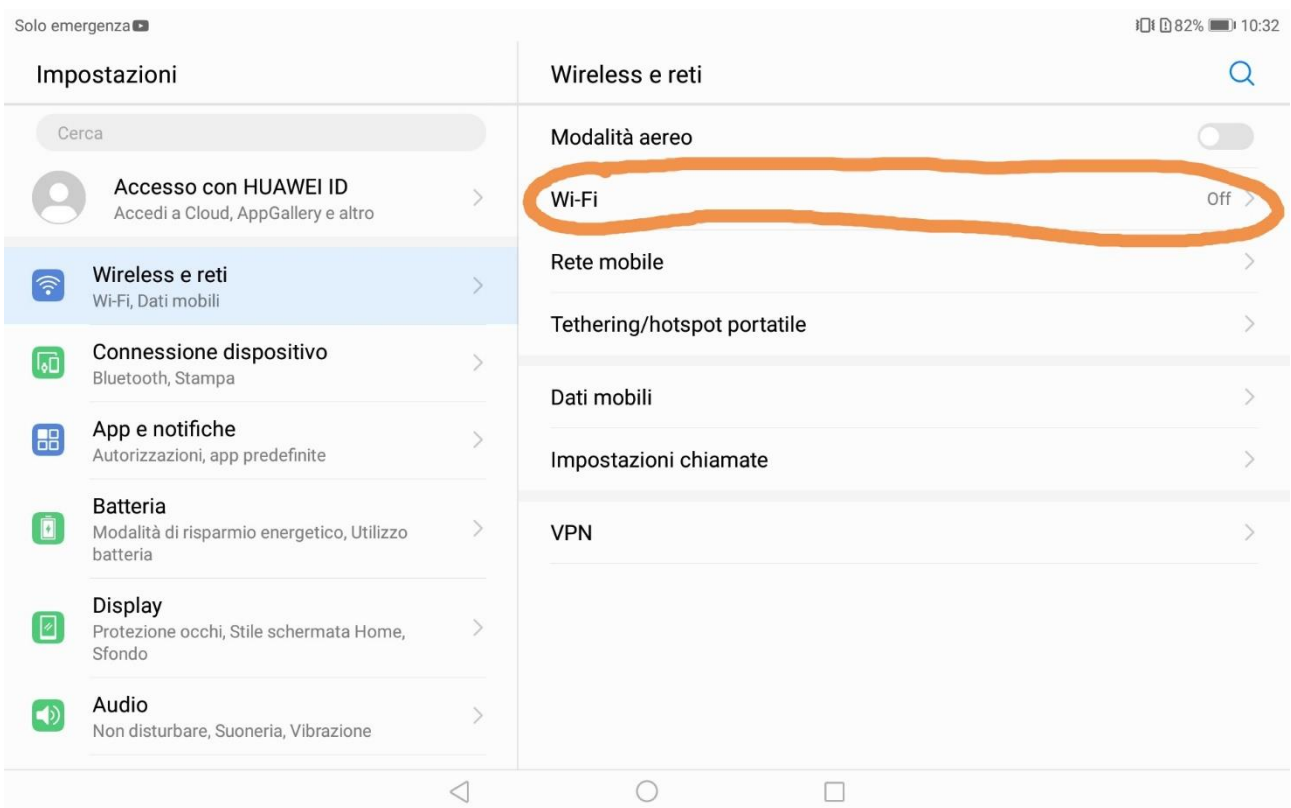 Solo emergenza
82% 10:32
Impostazioni
Cerca
Accesso con HUAWEI ID
Accedi a Cloud, AppGallery e altro
Wireless e reti
Wi-Fi, Dati mobili
Connessione dispositivo
Bluetooth, Stampa
App e notifiche
Autorizzazioni, app predefinite
Batteria
Modalità di risparmio energetico, Utilizzo
batteria
Display
Protezione occhi, Stile schermata Home,
Sfondo
Audio
Non disturbare, Suoneria, Vibrazione
Wireless e reti
Modalità aereo
Wi-Fi Off
Rete mobile
Tethering/hotspot portatile
Dati mobili
Impostazioni chiamate
VPN